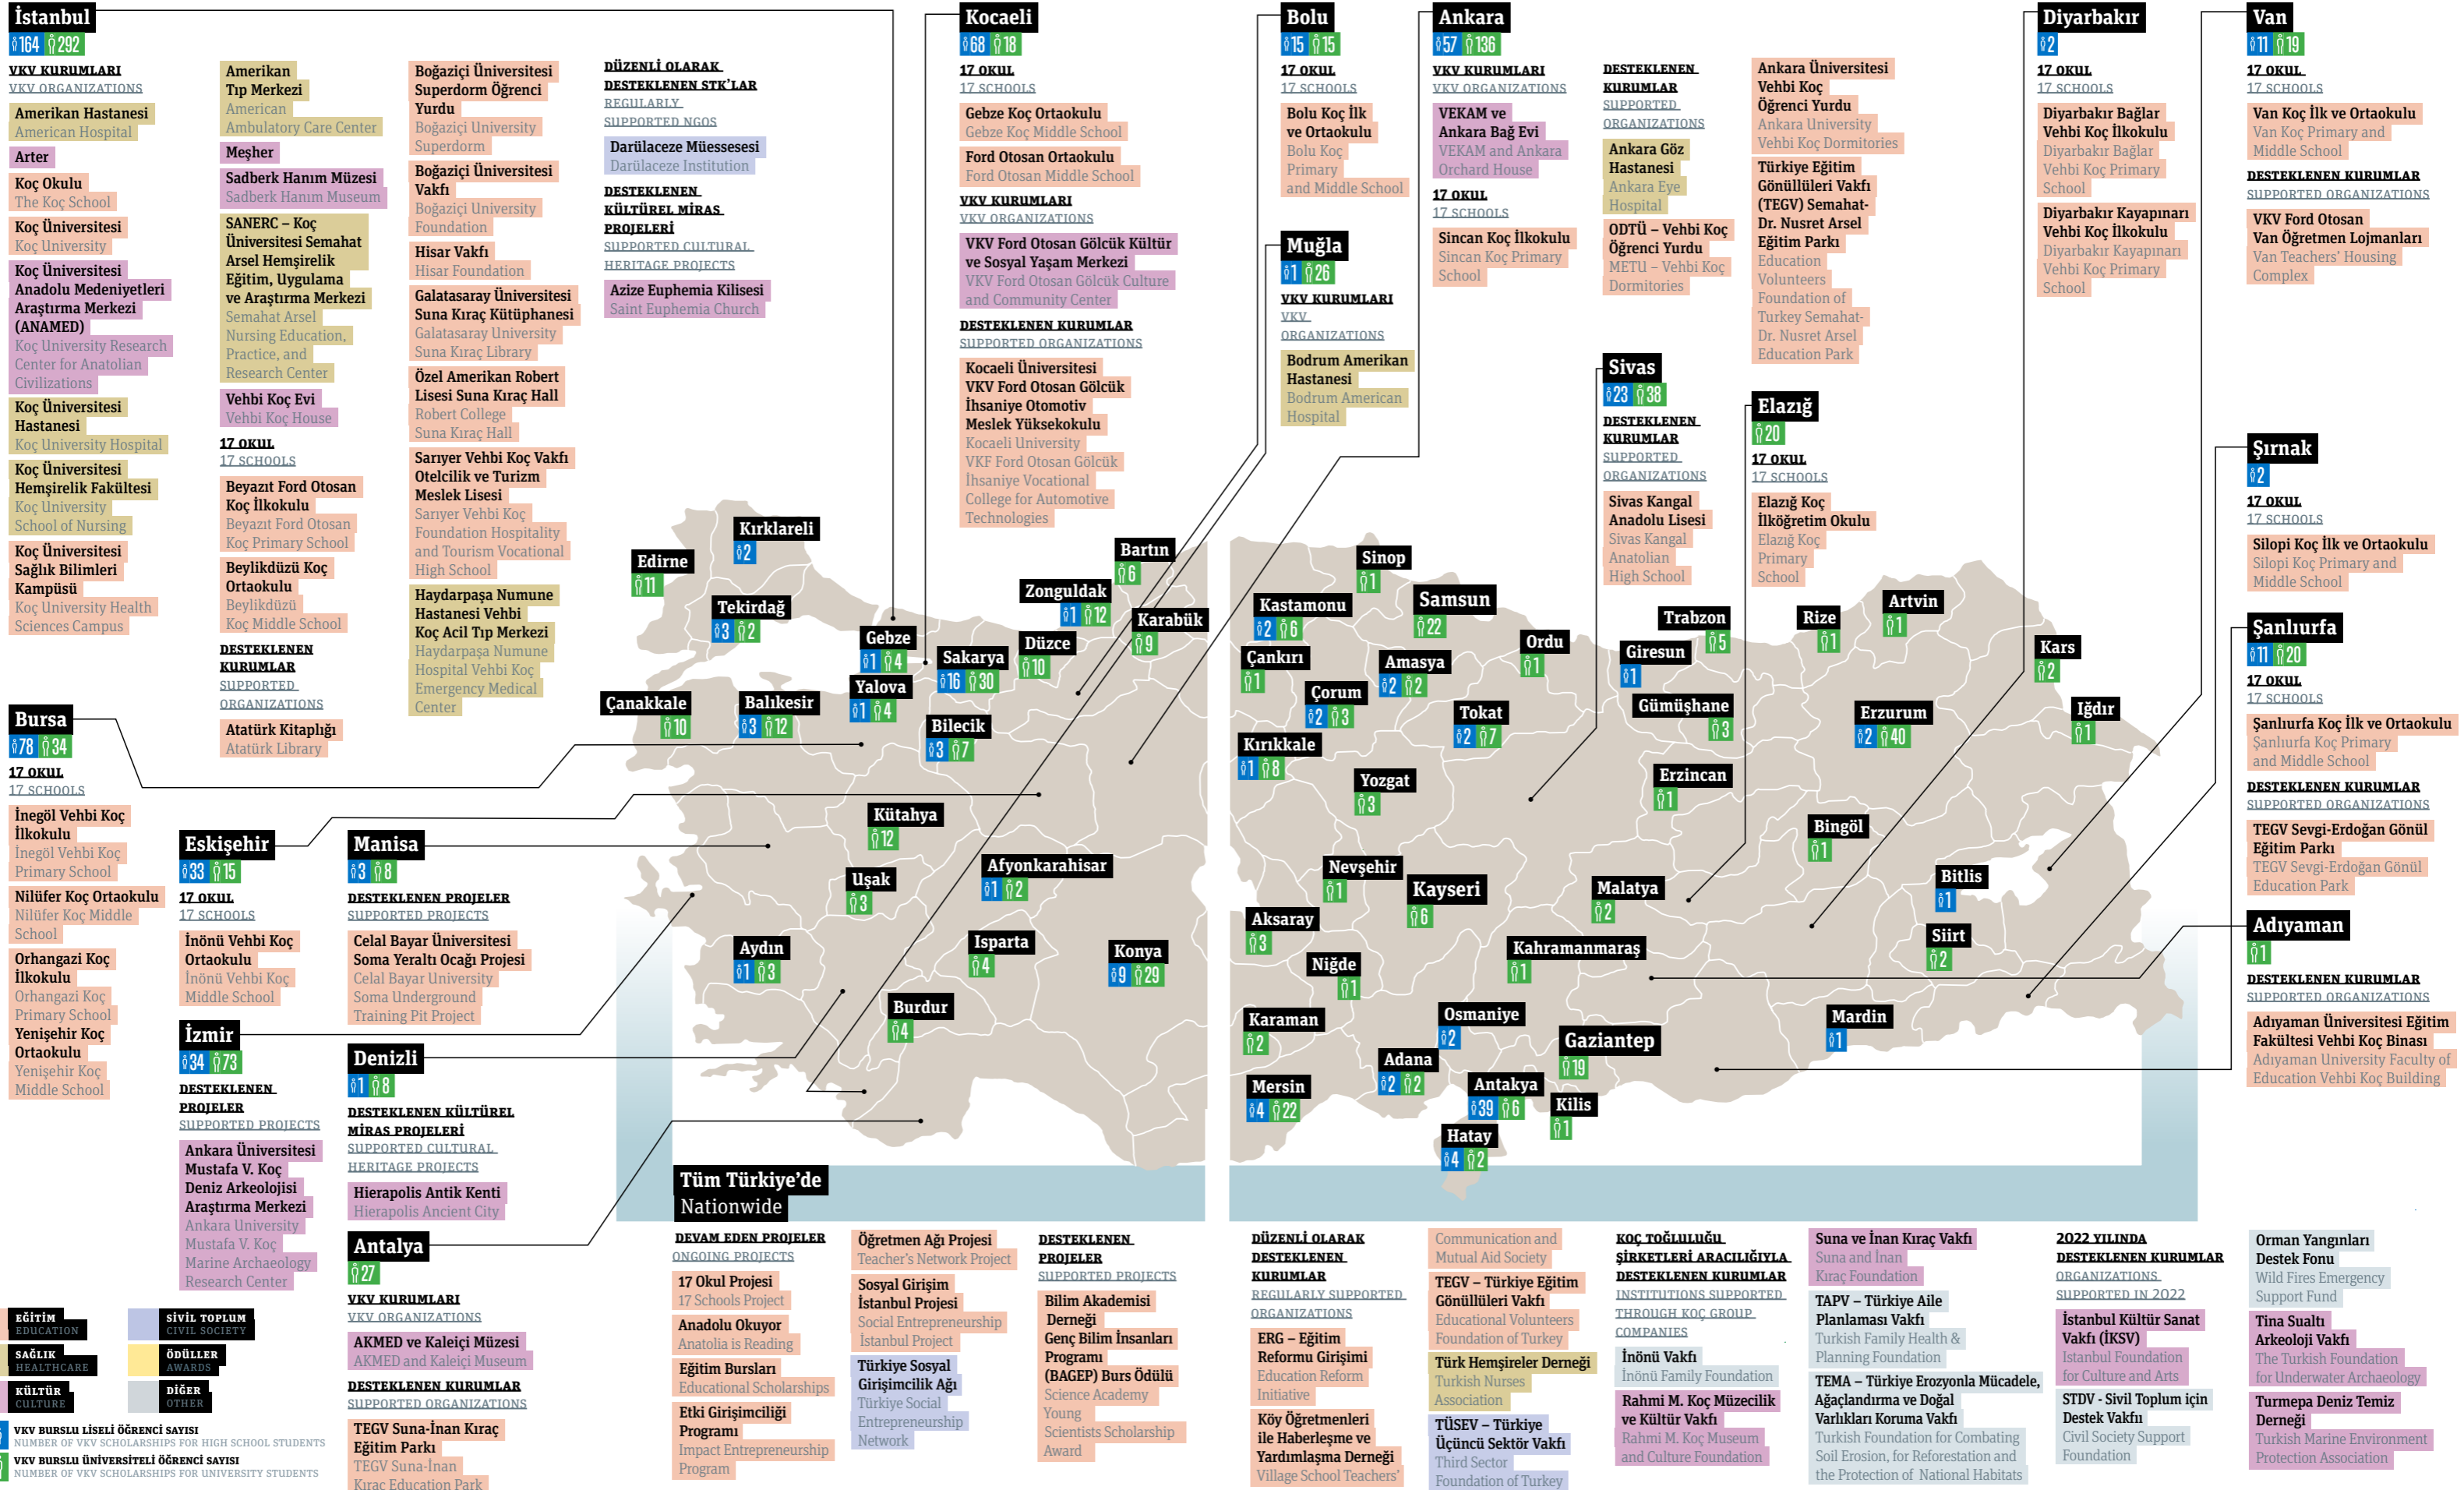 İstanbul
164 292
VKV KURUMLARI
VKV ORGANIZATIONS
Amerikan Hastanesi
American Hospital
Arter
Koç Okulu
The Koç School
Koç Üniversitesi
Koç University
Koç Üniversitesi
Anadolu Medeniyetleri
Araştırma Merkezi
(ANAMED)
Koç University Research
Center for Anatolian
Civilizations
Koç Üniversitesi
Hastanesi
Koç University Hospital
Koç Üniversitesi
Hemşirelik Fakültesi
Koç University
School of Nursing
Koç Üniversitesi
Sağlık Bilimleri
Kampüsü
Koç University Health
Sciences Campus
Amerikan
Tıp Merkezi
American
Ambulatory Care Center
Meşher
Sadberk Hanım Müzesi
Sadberk Hanım Museum
SANERC – Koç
Üniversitesi Semahat
Arsel Hemşirelik
Eğitim, Uygulama
ve Araştırma Merkezi
Semahat Arsel
Nursing Education,
Practice, and
Research Center
Vehbi Koç Evi
Vehbi Koç House
17 OKUL
17 SCHOOLS
Beyazıt Ford Otosan
Koç İlkokulu
Beyazıt Ford Otosan
Koç Primary School
Beylikdüzü Koç
Ortaokulu
Beylikdüzü
Koç Middle School
DESTEKLENEN
KURUMLAR
SUPPORTED
ORGANIZATIONS
Atatürk Kitaplığı
Atatürk Library
Boğaziçi Üniversitesi
Superdorm Öğrenci
Yurdu
Boğaziçi University
Superdorm
Boğaziçi Üniversitesi
Vakfı
Boğaziçi University
Foundation
Hisar Vakfı
Hisar Foundation
Galatasaray Üniversitesi
Suna Kıraç Kütüphanesi
Galatasaray University
Suna Kıraç Library
Özel Amerikan Robert
Lisesi Suna Kıraç Hall
Robert College
Suna Kıraç Hall
Sarıyer Vehbi Koç Vakfı
Otelcilik ve Turizm
Meslek Lisesi
Sarıyer Vehbi Koç
Foundation Hospitality
and Tourism Vocational
High School
Haydarpaşa Numune
Hastanesi Vehbi
Koç Acil Tıp Merkezi
Haydarpaşa Numune
Hospital Vehbi Koç
Emergency Medical
Center
DÜZENLİ OLARAK
DESTEKLENEN STK'LAR
REGULARLY
SUPPORTED NGOS
Darülaceze Müessesesi
Darülaceze Institution
DESTEKLENEN
KÜLTÜREL MİRAS
PROJELERİ
SUPPORTED CULTURAL
HERITAGE PROJECTS
Azize Euphemia Kilisesi
Saint Euphemia Church
Kocaeli
68 18
17 OKUL
17 SCHOOLS
Gebze Koç Ortaokulu
Gebze Koç Middle School
Ford Otosan Ortaokulu
Ford Otosan Middle School
VKV KURUMLARI
VKV ORGANIZATIONS
VKV Ford Otosan Gölcük Kültür
ve Sosyal Yaşam Merkezi
VKV Ford Otosan Gölcük Culture
and Community Center
DESTEKLENEN KURUMLAR
SUPPORTED ORGANIZATIONS
Kocaeli Üniversitesi
VKV Ford Otosan Gölcük
İhsaniye Otomotiv
Meslek Yüksekokulu
Kocaeli University
VKF Ford Otosan Gölcük
İhsaniye Vocational
College for Automotive
Technologies
Bolu
15 15
17 OKUL
17 SCHOOLS
Bolu Koç İlk
ve Ortaokulu
Bolu Koç
Primary
and Middle School
Muğla
1 26
VKV KURUMLARI
VKV
ORGANIZATIONS
Bodrum Amerikan
Hastanesi
Bodrum American
Hospital
Ankara
57 136
VKV KURUMLARI
VKV ORGANIZATIONS
VEKAM ve
Ankara Bağ Evi
VEKAM and Ankara
Orchard House
17 OKUL
17 SCHOOLS
Sincan Koç İlkokulu
Sincan Koç Primary
School
DESTEKLENEN
KURUMLAR
SUPPORTED
ORGANIZATIONS
Ankara Göz
Hastanesi
Ankara Eye
Hospital
ODTÜ – Vehbi Koç
Öğrenci Yurdu
METU – Vehbi Koç
Dormitories
Ankara Üniversitesi
Vehbi Koç
Öğrenci Yurdu
Ankara University
Vehbi Koç Dormitories
Türkiye Eğitim
Gönüllüleri Vakfı
(TEGV) Semahat-
Dr. Nusret Arsel
Eğitim Parkı
Education
Volunteers
Foundation of
Turkey Semahat-
Dr. Nusret Arsel
Education Park
Sivas
23 38
DESTEKLENEN
KURUMLAR
SUPPORTED
ORGANIZATIONS
Sivas Kangal
Anadolu Lisesi
Sivas Kangal
Anatolian
High School
Elazığ
20
17 OKUL
17 SCHOOLS
Elazığ Koç
İlköğretim Okulu
Elazığ Koç
Primary
School
Diyarbakır
2
17 OKUL
17 SCHOOLS
Diyarbakır Bağlar
Vehbi Koç İlkokulu
Diyarbakır Bağlar
Vehbi Koç Primary
School
Diyarbakır Kayapınarı
Vehbi Koç İlkokulu
Diyarbakır Kayapınarı
Vehbi Koç Primary
School
Van
11 19
17 OKUL
17 SCHOOLS
Van Koç İlk ve Ortaokulu
Van Koç Primary and
Middle School
DESTEKLENEN KURUMLAR
SUPPORTED ORGANIZATIONS
VKV Ford Otosan
Van Öğretmen Lojmanları
Van Teachers' Housing
Complex
Şırnak
2
17 OKUL
17 SCHOOLS
Silopi Koç İlk ve Ortaokulu
Silopi Koç Primary and
Middle School
Şanlıurfa
11 20
17 OKUL
17 SCHOOLS
Şanlıurfa Koç İlk ve Ortaokulu
Şanlıurfa Koç Primary
and Middle School
DESTEKLENEN KURUMLAR
SUPPORTED ORGANIZATIONS
TEGV Sevgi-Erdoğan Gönül
Eğitim Parkı
TEGV Sevgi-Erdoğan Gönül
Education Park
Adıyaman
1
DESTEKLENEN KURUMLAR
SUPPORTED ORGANIZATIONS
Adıyaman Üniversitesi Eğitim
Fakültesi Vehbi Koç Binası
Adıyaman University Faculty of
Education Vehbi Koç Building
Bursa
78 34
17 OKUL
17 SCHOOLS
İnegöl Vehbi Koç
İlkokulu
İnegöl Vehbi Koç
Primary School
Nilüfer Koç Ortaokulu
Nilüfer Koç Middle
School
Orhangazi Koç
İlkokulu
Orhangazi Koç
Primary School
Yenişehir Koç
Ortaokulu
Yenişehir Koç
Middle School
Eskişehir
33 15
17 OKUL
17 SCHOOLS
İnönü Vehbi Koç
Ortaokulu
İnönü Vehbi Koç
Middle School
İzmir
34 73
DESTEKLENEN
PROJELER
SUPPORTED PROJECTS
Ankara Üniversitesi
Mustafa V. Koç
Deniz Arkeolojisi
Araştırma Merkezi
Ankara University
Mustafa V. Koç
Marine Archaeology
Research Center
Manisa
3 8
DESTEKLENEN PROJELER
SUPPORTED PROJECTS
Celal Bayar Üniversitesi
Soma Yeraltı Ocağı Projesi
Celal Bayar University
Soma Underground
Training Pit Project
Denizli
1 8
DESTEKLENEN KÜLTÜREL
MİRAS PROJELERİ
SUPPORTED CULTURAL
HERITAGE PROJECTS
Hierapolis Antik Kenti
Hierapolis Ancient City
Antalya
27
VKV KURUMLARI
VKV ORGANIZATIONS
AKMED ve Kaleiçi Müzesi
AKMED and Kaleiçi Museum
DESTEKLENEN KURUMLAR
SUPPORTED ORGANIZATIONS
TEGV Suna-İnan Kıraç
Eğitim Parkı
TEGV Suna-İnan
Kıraç Education Park
Kırklareli
2
Edirne
11
Tekirdağ
3 2
Gebze
1 4
Yalova
1 4
Sakarya
16 30
Düzce
10
Zonguldak
1 12
Bartın
6
Karabük
9
Çanakkale
10
Balıkesir
3 12
Bilecik
3 7
Kütahya
12
Uşak
3
Afyonkarahisar
1 2
Aydın
1 3
Isparta
4
Konya
9 29
Burdur
4
Sinop
1
Kastamonu
2 6
Samsun
22
Çankırı
1
Çorum
2 3
Amasya
2 2
Ordu
1
Tokat
2 7
Kırıkkale
1 8
Yozgat
3
Trabzon
5
Giresun
1
Gümüşhane
3
Rize
1
Artvin
1
Kars
2
Erzurum
2 40
Iğdır
1
Erzincan
1
Bingöl
1
Bitlis
1
Siirt
2
Malatya
2
Nevşehir
1
Kayseri
6
Aksaray
3
Niğde
1
Kahramanmaraş
1
Karaman
2
Osmaniye
2
Gaziantep
19
Adana
2 2
Mersin
4 22
Antakya
39 6
Kilis
1
Hatay
4 2
Mardin
1
Tüm Türkiye'de
Nationwide
DEVAM EDEN PROJELER
ONGOING PROJECTS
17 Okul Projesi
17 Schools Project
Anadolu Okuyor
Anatolia is Reading
Eğitim Bursları
Educational Scholarships
Etki Girişimciliği
Programı
Impact Entrepreneurship
Program
Öğretmen Ağı Projesi
Teacher's Network Project
Sosyal Girişim
İstanbul Projesi
Social Entrepreneurship
İstanbul Project
Türkiye Sosyal
Girişimcilik Ağı
Türkiye Social
Entrepreneurship
Network
DESTEKLENEN
PROJELER
SUPPORTED PROJECTS
Bilim Akademisi
Derneği
Genç Bilim İnsanları
Programı
(BAGEP) Burs Ödülü
Science Academy
Young
Scientists Scholarship
Award
DÜZENLİ OLARAK
DESTEKLENEN
KURUMLAR
REGULARLY SUPPORTED
ORGANIZATIONS
ERG – Eğitim
Reformu Girişimi
Education Reform
Initiative
Köy Öğretmenleri
ile Haberleşme ve
Yardımlaşma Derneği
Village School Teachers'
Communication and
Mutual Aid Society
TEGV – Türkiye Eğitim
Gönüllüleri Vakfı
Educational Volunteers
Foundation of Turkey
Türk Hemşireler Derneği
Turkish Nurses
Association
TÜSEV – Türkiye
Üçüncü Sektör Vakfı
Third Sector
Foundation of Turkey
KOÇ TOĞLULUĞU
ŞİRKETLERİ ARACILIĞIYLA
DESTEKLENEN KURUMLAR
INSTITUTIONS SUPPORTED
THROUGH KOÇ GROUP
COMPANIES
İnönü Vakfı
İnönü Family Foundation
Rahmi M. Koç Müzecilik
ve Kültür Vakfı
Rahmi M. Koç Museum
and Culture Foundation
Suna ve İnan Kıraç Vakfı
Suna and İnan
Kıraç Foundation
TAPV – Türkiye Aile
Planlaması Vakfı
Turkish Family Health &
Planning Foundation
TEMA – Türkiye Erozyonla Mücadele,
Ağaçlandırma ve Doğal
Varlıkları Koruma Vakfı
Turkish Foundation for Combating
Soil Erosion, for Reforestation and
the Protection of National Habitats
2022 YILINDA
DESTEKLENEN KURUMLAR
ORGANIZATIONS
SUPPORTED IN 2022
İstanbul Kültür Sanat
Vakfı (İKSV)
Istanbul Foundation
for Culture and Arts
STDV - Sivil Toplum için
Destek Vakfıı
Civil Society Support
Foundation
Orman Yangınları
Destek Fonu
Wild Fires Emergency
Support Fund
Tina Sualtı
Arkeoloji Vakfı
The Turkish Foundation
for Underwater Archaeology
Turmepa Deniz Temiz
Derneği
Turkish Marine Environment
Protection Association
EĞİTİM
EDUCATION
SAĞLIK
HEALTHCARE
KÜLTÜR
CULTURE
SİVİL TOPLUM
CIVIL SOCIETY
ÖDÜLLER
AWARDS
DİĞER
OTHER
VKV BURSLU LİSELİ ÖĞRENCİ SAYISI
NUMBER OF VKV SCHOLARSHIPS FOR HIGH SCHOOL STUDENTS
VKV BURSLU ÜNİVERSİTELİ ÖĞRENCİ SAYISI
NUMBER OF VKV SCHOLARSHIPS FOR UNIVERSITY STUDENTS